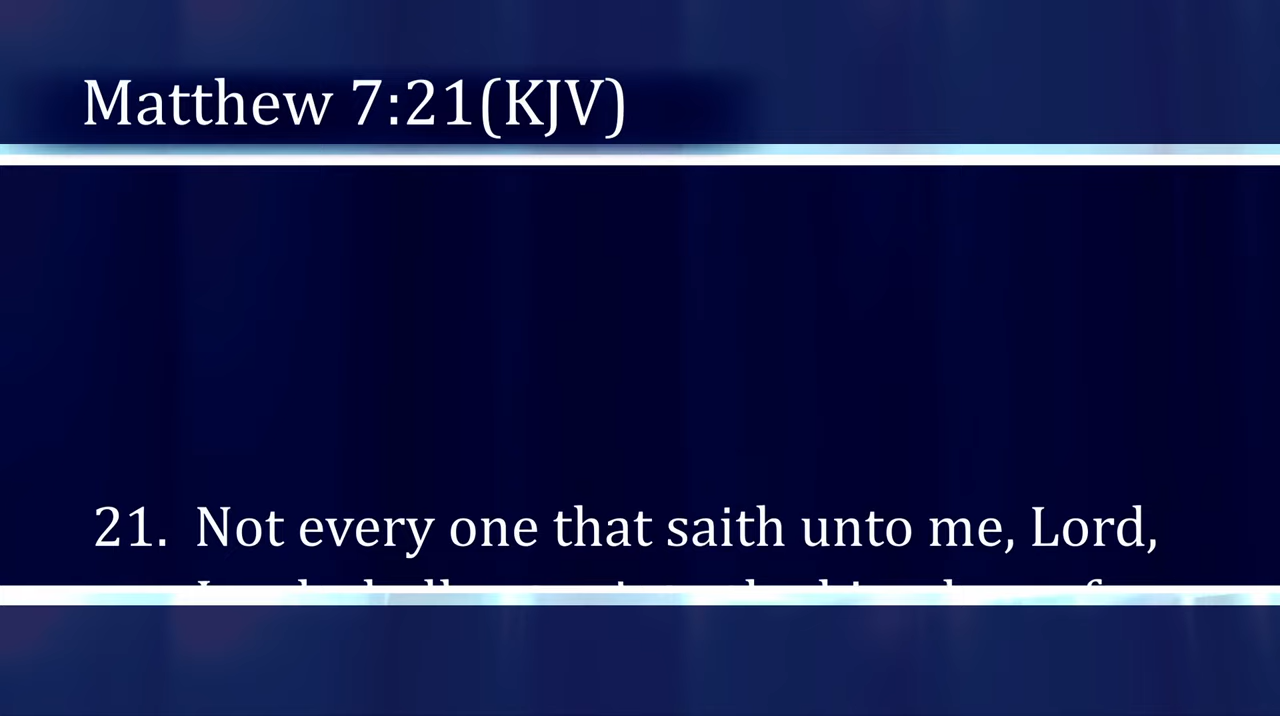 Matthew 7:21(KJV)
21. Not every one that saith unto me, Lord,